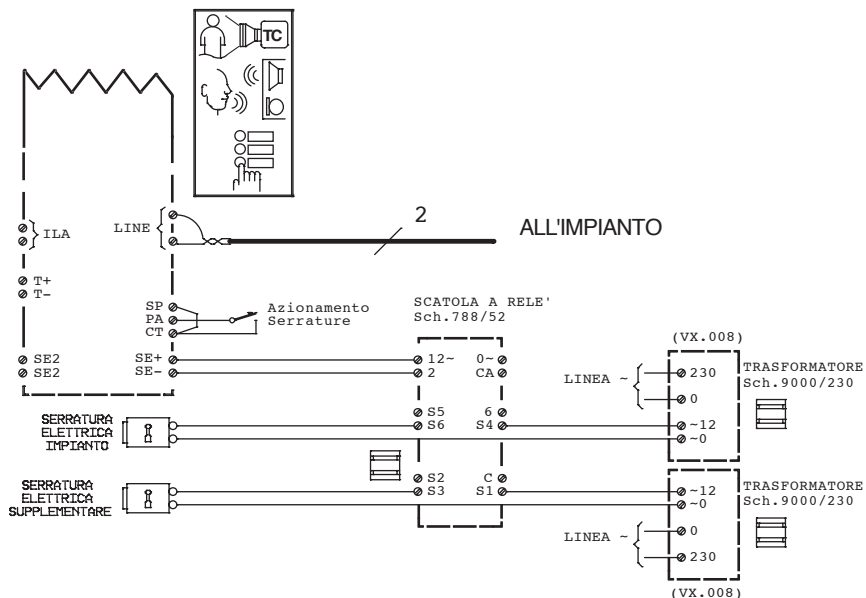 TC
2
ALL'IMPIANTO
LINE
ILA
T+
T-
SP
PA
CT
Azionamento
Serrature
SCATOLA A RELE'
Sch.788/52
SE2
SE2
SE+
SE-
12~
2
0~
CA
S5
S6
6
S4
S2
S3
C
S1
SERRATURA
ELETTRICA
IMPIANTO
SERRATURA
ELETTRICA
SUPPLEMENTARE
(VX.008)
LINEA ~
230
0
~12
~0
TRASFORMATORE
Sch.9000/230
~12
~0
LINEA ~
0
230
TRASFORMATORE
Sch.9000/230
(VX.008)